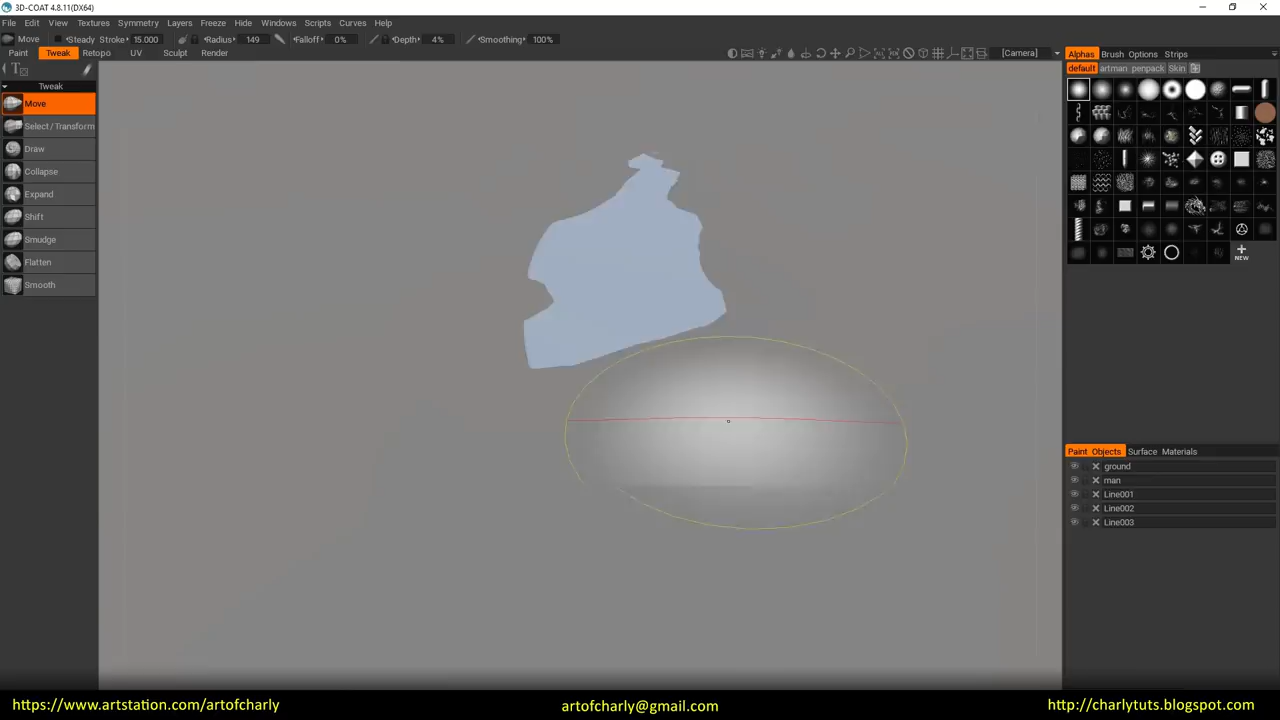 3D-COAT 4.8.11(DX64)
File Edit View Textures Symmetry Layers Freeze Hide Windows Scripts Curves Help
Move Steady Stroke 15.000 Radius: 149 Falloff: 0% Depth: 4% Smoothing: 100%
Paint Tweak Retopo UV Sculpt Render [Camera]
Alphas Brush Options Strips
default artman penpack Skin
Tweak
Move
Select/Transform
Draw
Collapse
Expand
Shift
Smudge
Flatten
Smooth
NEW
Paint Objects Surface Materials
ground
man
Line001
Line002
Line003
https://www.artstation.com/artofcharly
artofcharly@gmail.com
http://charlytuts.blogspot.com